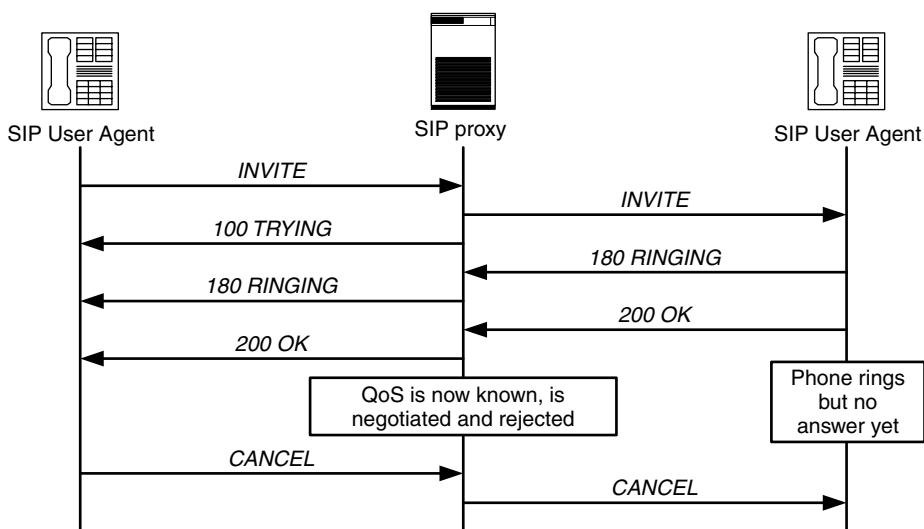 SIP User Agent
SIP proxy
SIP User Agent
INVITE
INVITE
100 TRYING
180 RINGING
180 RINGING
200 OK
200 OK
QoS is now known, is
negotiated and rejected
Phone rings
but no
answer yet
CANCEL
CANCEL